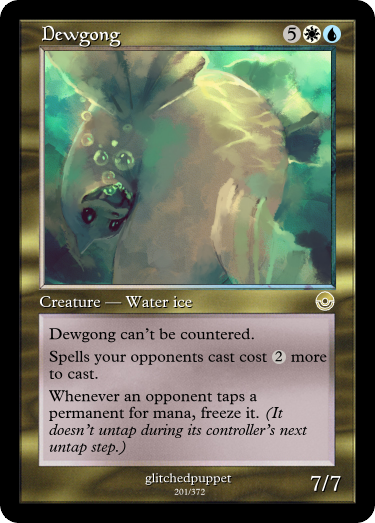 Dewgong 5
Creature — Water ice
Dewgong can't be countered.
Spells your opponents cast cost 2 more
to cast.
Whenever an opponent taps a
permanent for mana, freeze it. (It
doesn't untap during its controller's next
untap step.)
glitchedpuppet
201/372
7/7